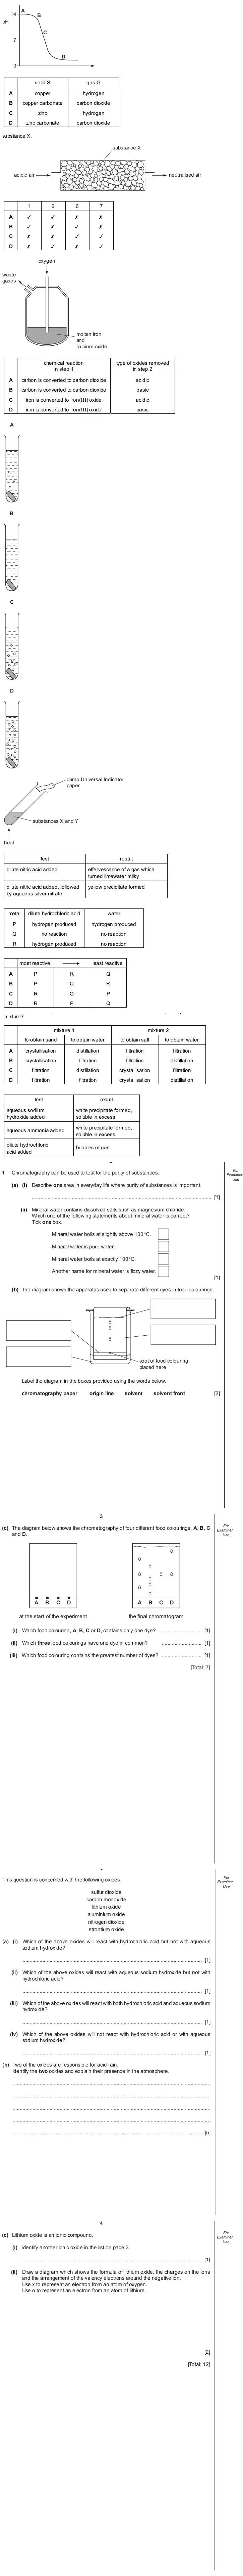 A
14
B
pH
C
7
D
0
solid S gas G
A copper hydrogen
B copper carbonate carbon dioxide
C zinc hydrogen
D zinc carbonate carbon dioxide
substance X.
substance X
acidic air
neutralised air
1 2 6 7
A ✓ ✓ ✗ ✗
B ✓ ✗ ✓ ✗
C ✗ ✗ ✓ ✓
D ✗ ✓ ✗ ✓
oxygen
waste
gases
molten iron
and
calcium oxide
chemical reaction
in step 1
type of oxides removed
in step 2
A carbon is converted to carbon dioxide acidic
B carbon is converted to carbon dioxide basic
C iron is converted to iron(III) oxide acidic
D iron is converted to iron(III) oxide basic
A
B
C
D
damp Universal Indicator
paper
substances X and Y
heat
test result
dilute nitric acid added effervescence of a gas which
turned limewater milky
dilute nitric acid added, followed yellow precipitate formed
by aqueous silver nitrate
metal dilute hydrochloric acid water
P hydrogen produced hydrogen produced
Q no reaction no reaction
R hydrogen produced no reaction
most reactive → least reactive
A P R Q
B P Q R
C R Q P
D R P Q
mixture?
mixture 1 mixture 2
to obtain sand to obtain water to obtain salt to obtain water
A crystallisation distillation filtration filtration
B crystallisation filtration filtration distillation
C filtration distillation crystallisation distillation
D filtration filtration crystallisation distillation
test result
aqueous sodium white precipitate formed,
hydroxide added soluble in excess
aqueous ammonia added white precipitate formed,
soluble in excess
dilute hydrochloric bubbles of gas
acid added
For
Examiner
Use
1 Chromatography can be used to test for the purity of substances.
(a) (i) Describe one area in everyday life where purity of substances is important.
[1]
(ii) Mineral water contains dissolved salts such as magnesium chloride.
Which one of the following statements about mineral water is correct?
Tick one box.
Mineral water boils at slightly above 100°C.
Mineral water is pure water.
Mineral water boils at exactly 100°C.
Another name for mineral water is fizzy water.
[1]
(b) The diagram shows the apparatus used to separate different dyes in food colourings.
spot of food colouring
placed here
Label the diagram in the boxes provided using the words below.
chromatography paper origin line solvent solvent front [2]
3
For
Examiner
Use
(c) The diagram below shows the chromatography of four different food colourings, A, B, C
and D.
A B C D
A B C D
at the start of the experiment the final chromatogram
(i) Which food colouring, A, B, C or D, contains only one dye? [1]
(ii) Which three food colourings have one dye in common? [1]
(iii) Which food colouring contains the greatest number of dyes? [1]
[Total: 7]
For
Examiner
Use
This question is concerned with the following oxides.
sulfur dioxide
carbon monoxide
lithium oxide
aluminium oxide
nitrogen dioxide
strontium oxide
(a) (i) Which of the above oxides will react with hydrochloric acid but not with aqueous
sodium hydroxide?
[1]
(ii) Which of the above oxides will react with aqueous sodium hydroxide but not with
hydrochloric acid?
[1]
(iii) Which of the above oxides will react with both hydrochloric acid and aqueous sodium
hydroxide?
[1]
(iv) Which of the above oxides will not react with hydrochloric acid or with aqueous
sodium hydroxide?
[1]
(b) Two of the oxides are responsible for acid rain.
Identify the two oxides and explain their presence in the atmosphere.
[5]
4
For
Examiner
Use
(c) Lithium oxide is an ionic compound.
(i) Identify another ionic oxide in the list on page 3.
[1]
(ii) Draw a diagram which shows the formula of lithium oxide, the charges on the ions
and the arrangement of the valency electrons around the negative ion.
Use x to represent an electron from an atom of oxygen.
Use o to represent an electron from an atom of lithium.
[2]
[Total: 12]